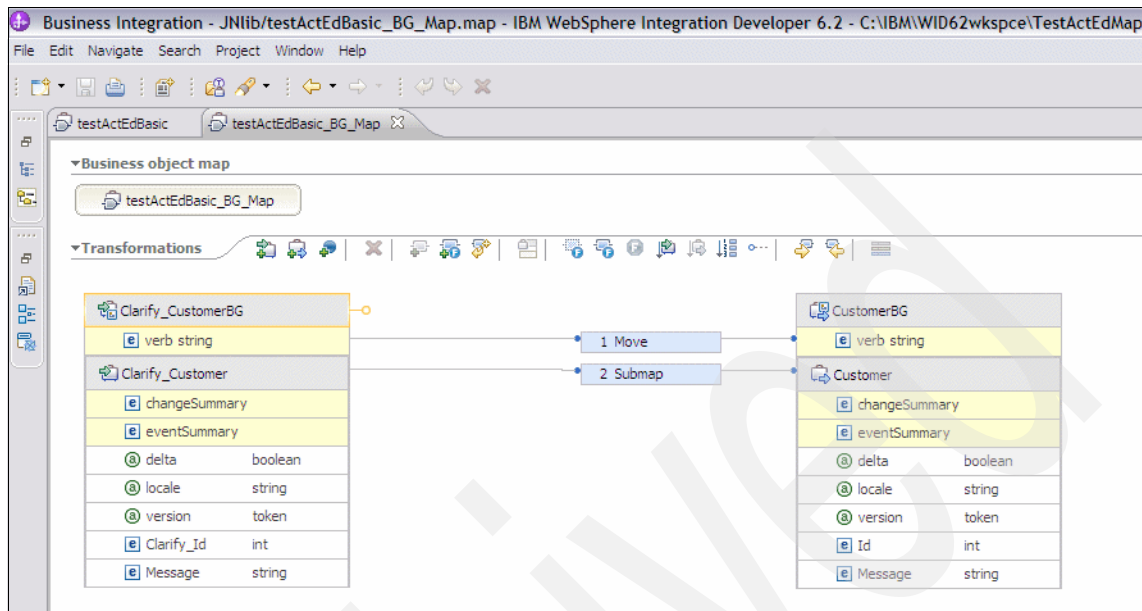 Business Integration - JNlib/testActEdBasic_BG_Map.map - IBM WebSphere Integration Developer 6.2 - C:\IBM\WID62wkspce\TestActEdMap
File Edit Navigate Search Project Window Help
testActEdBasic testActEdBasic_BG_Map
Business object map
testActEdBasic_BG_Map
Transformations
Clarify_CustomerBG CustomerBG
verb string 1 Move verb string
Clarify_Customer 2 Submap Customer
changeSummary changeSummary
eventSummary eventSummary
delta boolean delta boolean
locale string locale string
version token version token
Clarify_Id int Id int
Message string Message string